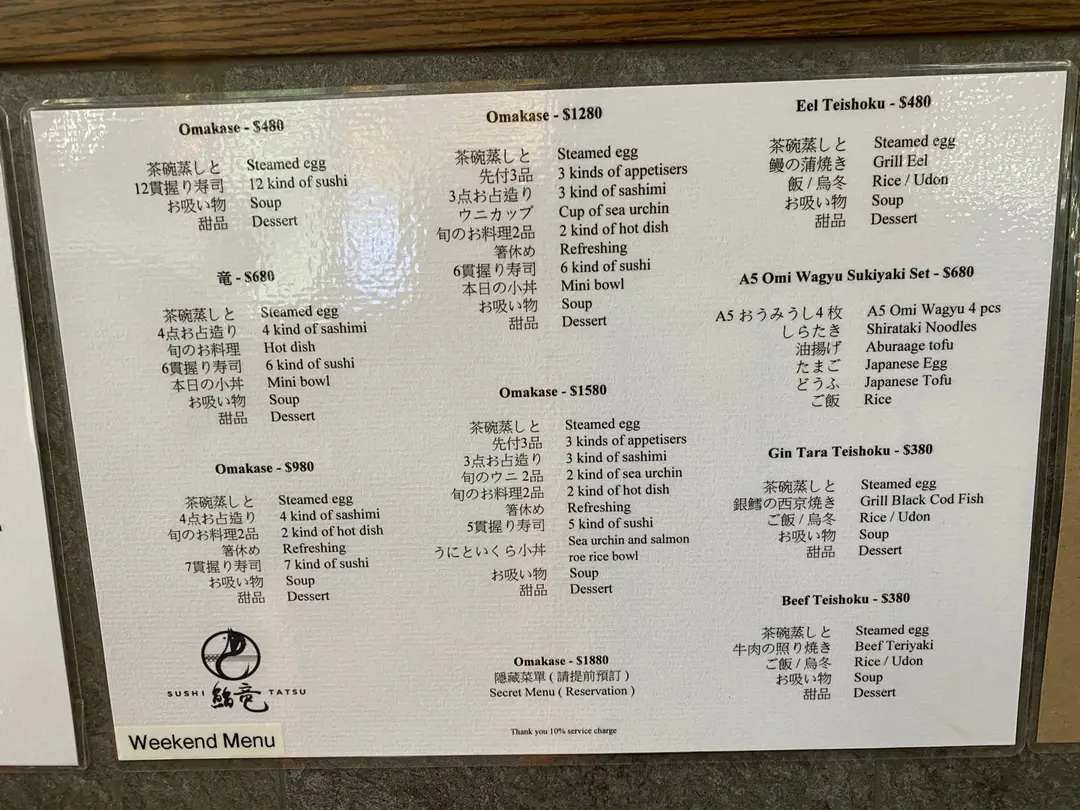 Omakase - $480
茶碗蒸しと Steamed egg
12貫握り寿司 12 kind of sushi
お吸い物 Soup
甜品 Dessert
竜 - $680
茶碗蒸しと Steamed egg
4点お占造り 4 kind of sashimi
旬のお料理 Hot dish
6貫握り寿司 6 kind of sushi
本日の小丼 Mini bowl
お吸い物 Soup
甜品 Dessert
Omakase - $980
茶碗蒸しと Steamed egg
4点お占造り 4 kind of sashimi
旬のお料理2品 2 kind of hot dish
箸休め Refreshing
7貫握り寿司 7 kind of sushi
お吸い物 Soup
甜品 Dessert
SUSHI 鮨竜 TATSU
Weekend Menu
Omakase - $1280
茶碗蒸しと Steamed egg
先付3品 3 kinds of appetisers
3点お占造り 3 kind of sashimi
ウニカップ Cup of sea urchin
旬のお料理2品 2 kind of hot dish
箸休め Refreshing
6貫握り寿司 6 kind of sushi
本日の小丼 Mini bowl
お吸い物 Soup
甜品 Dessert
Omakase - $1580
茶碗蒸しと Steamed egg
先付3品 3 kinds of appetisers
3点お占造り 3 kind of sashimi
旬のウニ 2品 2 kind of sea urchin
旬のお料理2品 2 kind of hot dish
箸休め Refreshing
5貫握り寿司 5 kind of sushi
うにといくら小丼 Sea urchin and salmon
roe rice bowl
お吸い物 Soup
甜品 Dessert
Omakase - $1880
隱藏菜單 ( 請提前預訂 )
Secret Menu ( Reservation )
Thank you 10% service charge
Eel Teishoku - $480
茶碗蒸しと Steamed egg
鰻の蒲焼き Grill Eel
飯 / 烏冬 Rice / Udon
お吸い物 Soup
甜品 Dessert
A5 Omi Wagyu Sukiyaki Set - $680
A5 おうみうし4 枚 A5 Omi Wagyu 4 pcs
しらたき Shirataki Noodles
油揚げ Aburaage tofu
たまご Japanese Egg
どうふ Japanese Tofu
ご飯 Rice
Gin Tara Teishoku - $380
茶碗蒸しと Steamed egg
銀鱈の西京焼き Grill Black Cod Fish
ご飯 / 烏冬 Rice / Udon
お吸い物 Soup
甜品 Dessert
Beef Teishoku - $380
茶碗蒸しと Steamed egg
牛肉の照り焼き Beef Teriyaki
ご飯 / 烏冬 Rice / Udon
お吸い物 Soup
甜品 Dessert